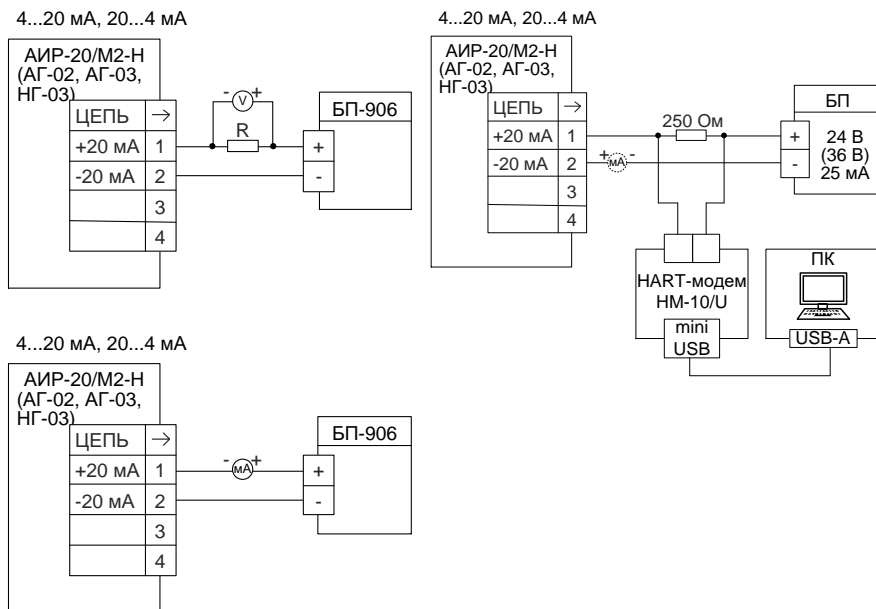 4...20 мА, 20...4 мА
АИР-20/М2-Н
(АГ-02, АГ-03,
НГ-03)
ЦЕПЬ →
+20 мА 1
-20 мА 2
3
4
- V +
R
БП-906
+
-
4...20 мА, 20...4 мА
АИР-20/М2-Н
(АГ-02, АГ-03,
НГ-03)
ЦЕПЬ →
+20 мА 1
-20 мА 2
3
4
250 Ом
+ мА -
БП
+
-
24 В
(36 В)
25 мА
HART-модем
HM-10/U
mini
USB
ПК
USB-A
4...20 мА, 20...4 мА
АИР-20/М2-Н
(АГ-02, АГ-03,
НГ-03)
ЦЕПЬ →
+20 мА 1
-20 мА 2
3
4
- мА +
БП-906
+
-